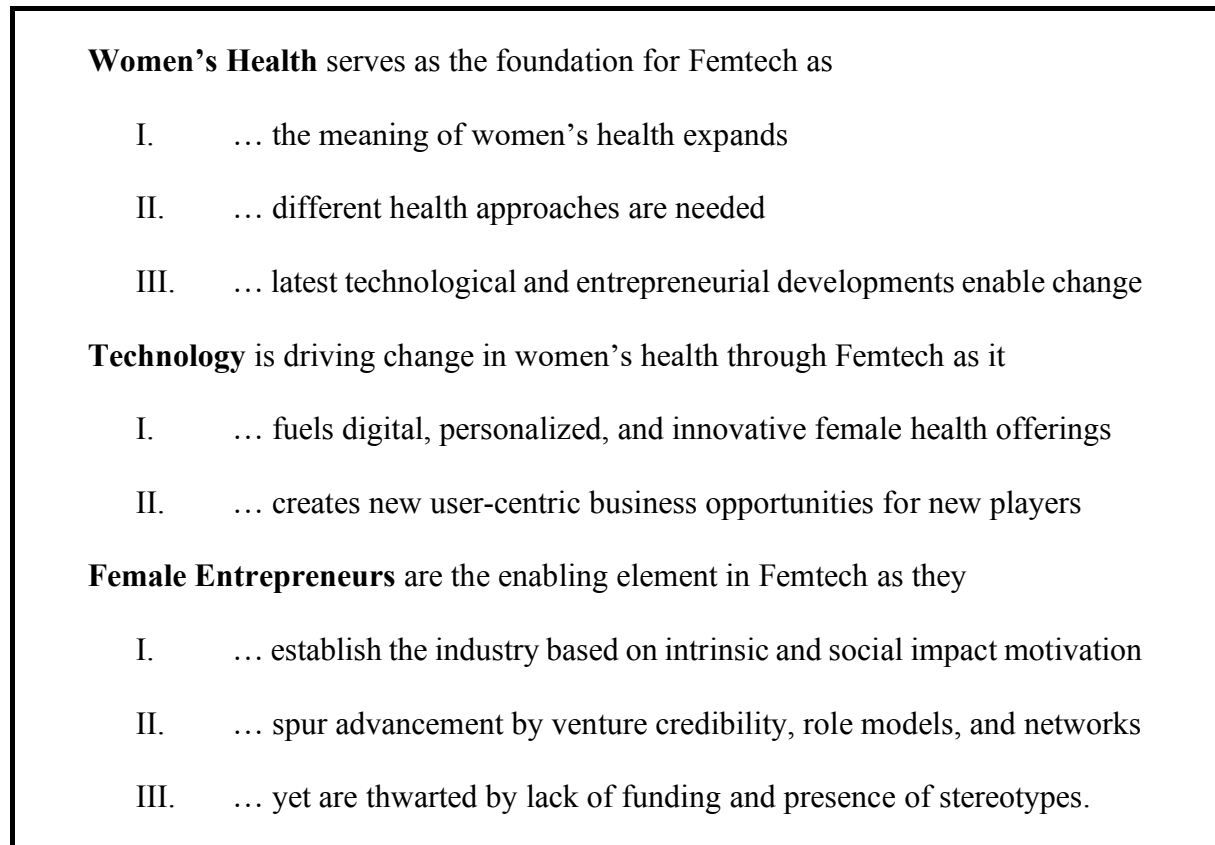 Women’s Health serves as the foundation for Femtech as
I. … the meaning of women’s health expands
II. … different health approaches are needed
III. … latest technological and entrepreneurial developments enable change
Technology is driving change in women’s health through Femtech as it
I. … fuels digital, personalized, and innovative female health offerings
II. … creates new user-centric business opportunities for new players
Female Entrepreneurs are the enabling element in Femtech as they
I. … establish the industry based on intrinsic and social impact motivation
II. … spur advancement by venture credibility, role models, and networks
III. … yet are thwarted by lack of funding and presence of stereotypes.